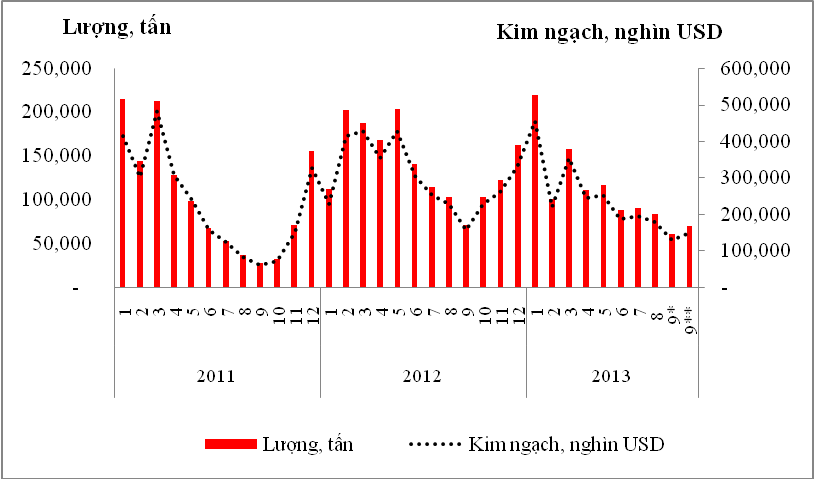 Lượng, tấn
Kim ngạch, nghìn USD
250,000
200,000
150,000
100,000
50,000
-
600,000
500,000
400,000
300,000
200,000
100,000
-
1 2 3 4 5 6 7 8 9 10 11 12 1 2 3 4 5 6 7 8 9 10 11 12 1 2 3 4 5 6 7 8 9* 9**
2011 2012 2013
Lượng, tấn Kim ngạch, nghìn USD